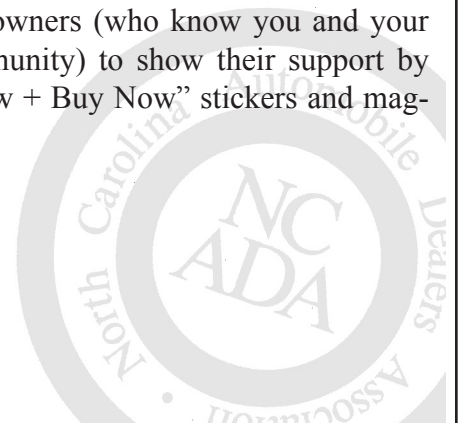 owners (who know you and your
munity) to show their support by
w + Buy Now” stickers and mag-
North Carolina Automobile Dealers Association •
NC
ADA